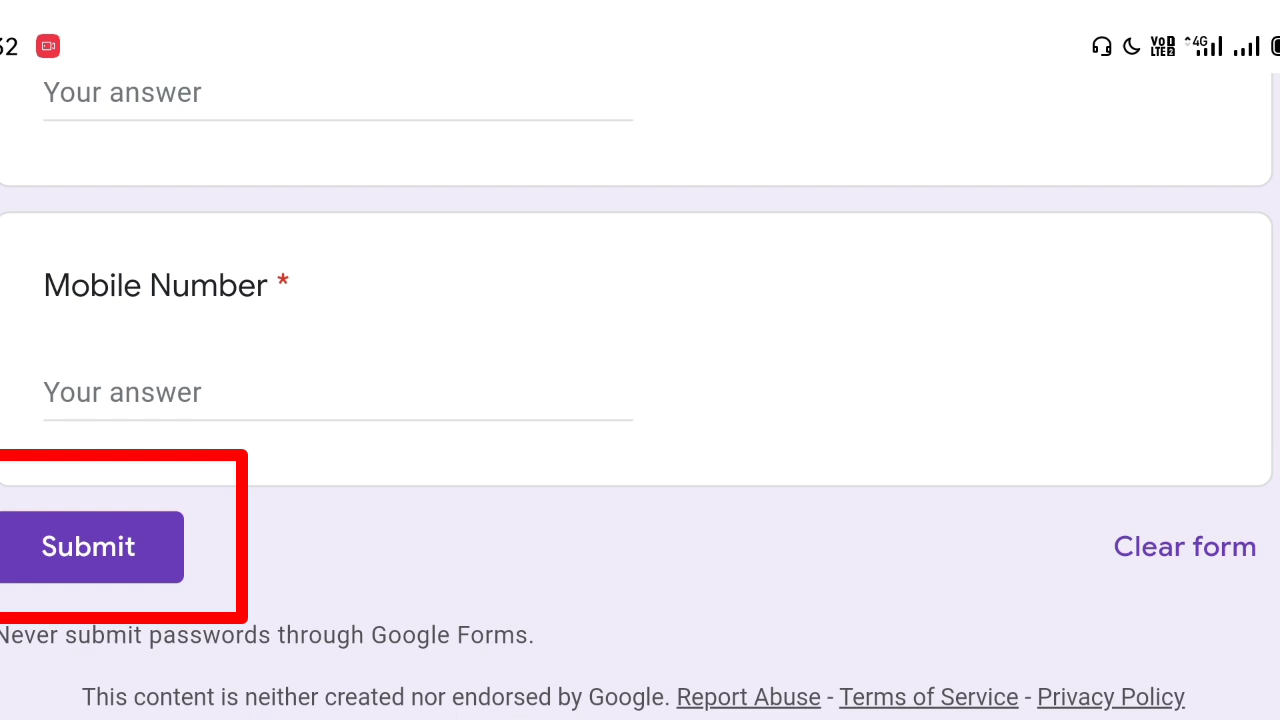 Your answer
Mobile Number *
Your answer
Submit
Clear form
Never submit passwords through Google Forms.
This content is neither created nor endorsed by Google. Report Abuse - Terms of Service - Privacy Policy